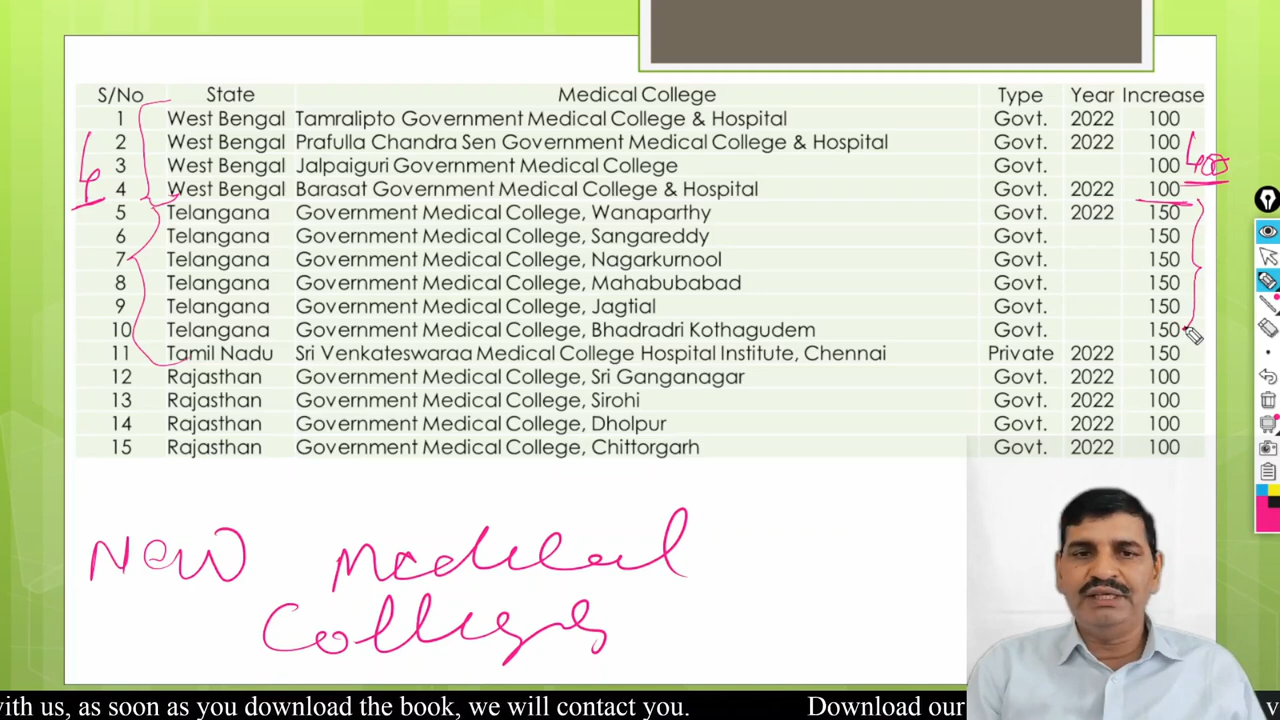 S/No State Medical College Type Year Increase
1 West Bengal Tamralipto Government Medical College & Hospital Govt. 2022 100
2 West Bengal Prafulla Chandra Sen Government Medical College & Hospital Govt. 2022 100
3 West Bengal Jalpaiguri Government Medical College Govt. 100
4 West Bengal Barasat Government Medical College & Hospital Govt. 2022 100
4
400
5 Telangana Government Medical College, Wanaparthy Govt. 2022 150
6 Telangana Government Medical College, Sangareddy Govt. 150
7 Telangana Government Medical College, Nagarkurnool Govt. 150
8 Telangana Government Medical College, Mahabubabad Govt. 150
9 Telangana Government Medical College, Jagtial Govt. 150
10 Telangana Government Medical College, Bhadradri Kothagudem Govt. 150
11 Tamil Nadu Sri Venkateswaraa Medical College Hospital Institute, Chennai Private 2022 150
12 Rajasthan Government Medical College, Sri Ganganagar Govt. 2022 100
13 Rajasthan Government Medical College, Sirohi Govt. 2022 100
14 Rajasthan Government Medical College, Dholpur Govt. 2022 100
15 Rajasthan Government Medical College, Chittorgarh Govt. 2022 100
New Medical
Colleges
with us, as soon as you download the book, we will contact you. Download our